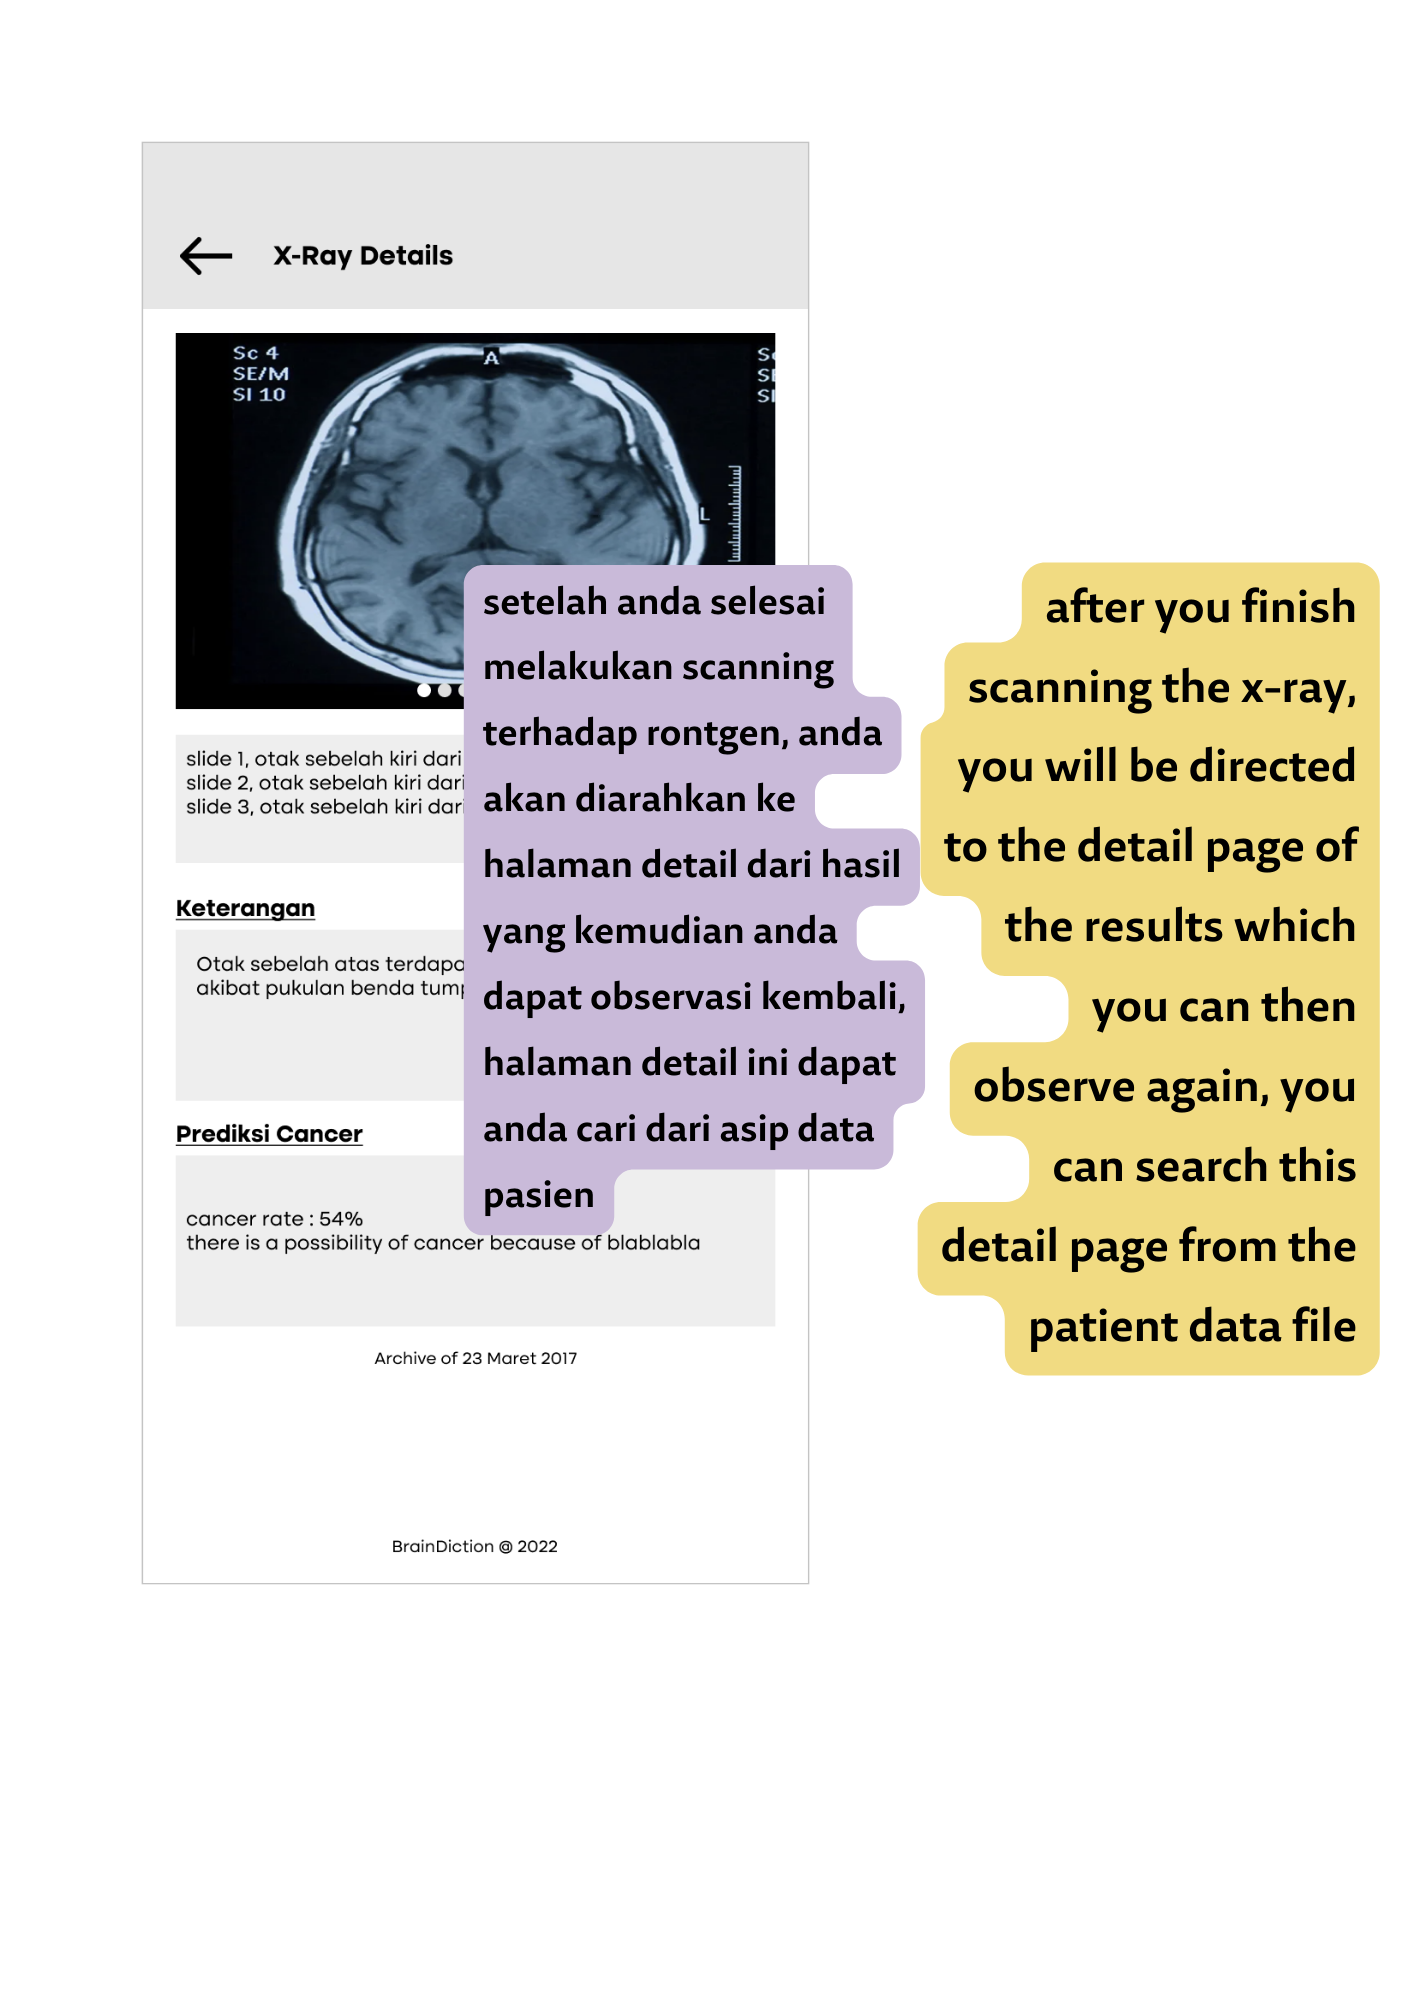 X-Ray Details
Sc 4
SE/M
SI 10
A
L
slide 1, otak sebelah kiri dari
slide 2, otak sebelah kiri dari
slide 3, otak sebelah kiri dari
Keterangan
Otak sebelah atas
akibat pukulan benda
Prediksi Cancer
cancer rate : 54%
there is a possibility of cancer because of blablabla
Archive of 23 Maret 2017
BrainDiction @ 2022
setelah anda selesai
melakukan scanning
terhadap rontgen, anda
akan diarahkan ke
halaman detail dari hasil
yang kemudian anda
dapat observasi kembali,
halaman detail ini dapat
anda cari dari asip data
pasien
after you finish
scanning the x-ray,
you will be directed
to the detail page of
the results which
you can then
observe again, you
can search this
detail page from the
patient data file